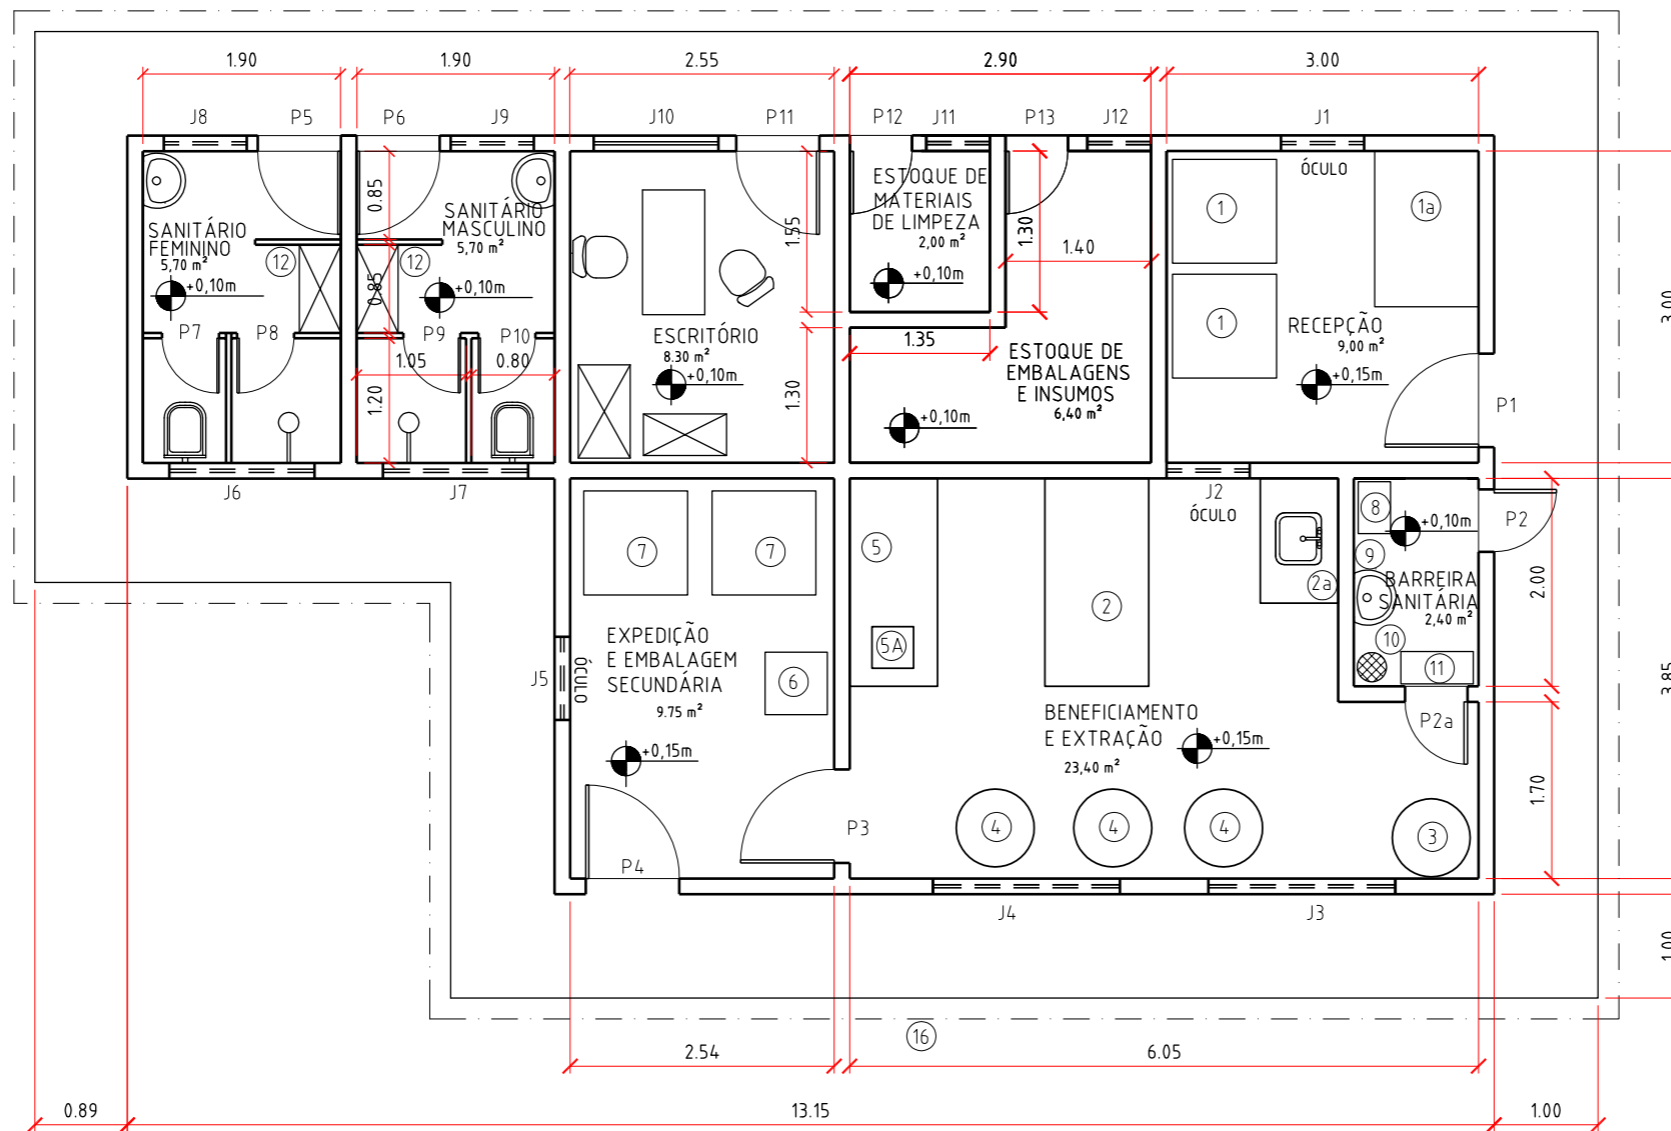 1.90
1.90
2.55
2.90
3.00
J8
P5
P6
J9
J10
P11
P12
J11
P13
J12
J1
ÓCULO
SANITÁRIO
FEMININO
5,70 m²
+0,10m
12
0.85
0.85
1.20
SANITÁRIO
MASCULINO
5,70 m²
+0,10m
12
P7
P8
P9
P10
1.05
0.80
J6
J7
ESCRITÓRIO
8.30 m²
+0,10m
1.55
1.30
ESTOQUE DE
MATERIAIS
DE LIMPEZA
2,00 m²
+0,10m
1.30
1.40
1.35
ESTOQUE DE
EMBALAGENS
E INSUMOS
6,40 m²
+0,10m
1
1
1a
RECEPÇÃO
9,00 m²
+0,15m
P1
3.00
J2
ÓCULO
7
7
EXPEDIÇÃO
E EMBALAGEM
SECUNDÁRIA
9.75 m²
6
+0,15m
J5
ÓCULO
P4
P3
5
5A
2
2a
BENEFICIAMENTO
E EXTRAÇÃO
23,40 m²
+0,15m
4
4
4
3
J4
J3
8
+0,10m
9
BARREIRA
SANITÁRIA
2,40 m²
10
11
P2
P2a
2.00
1.70
3.85
1.00
16
2.54
6.05
0.89
13.15
1.00